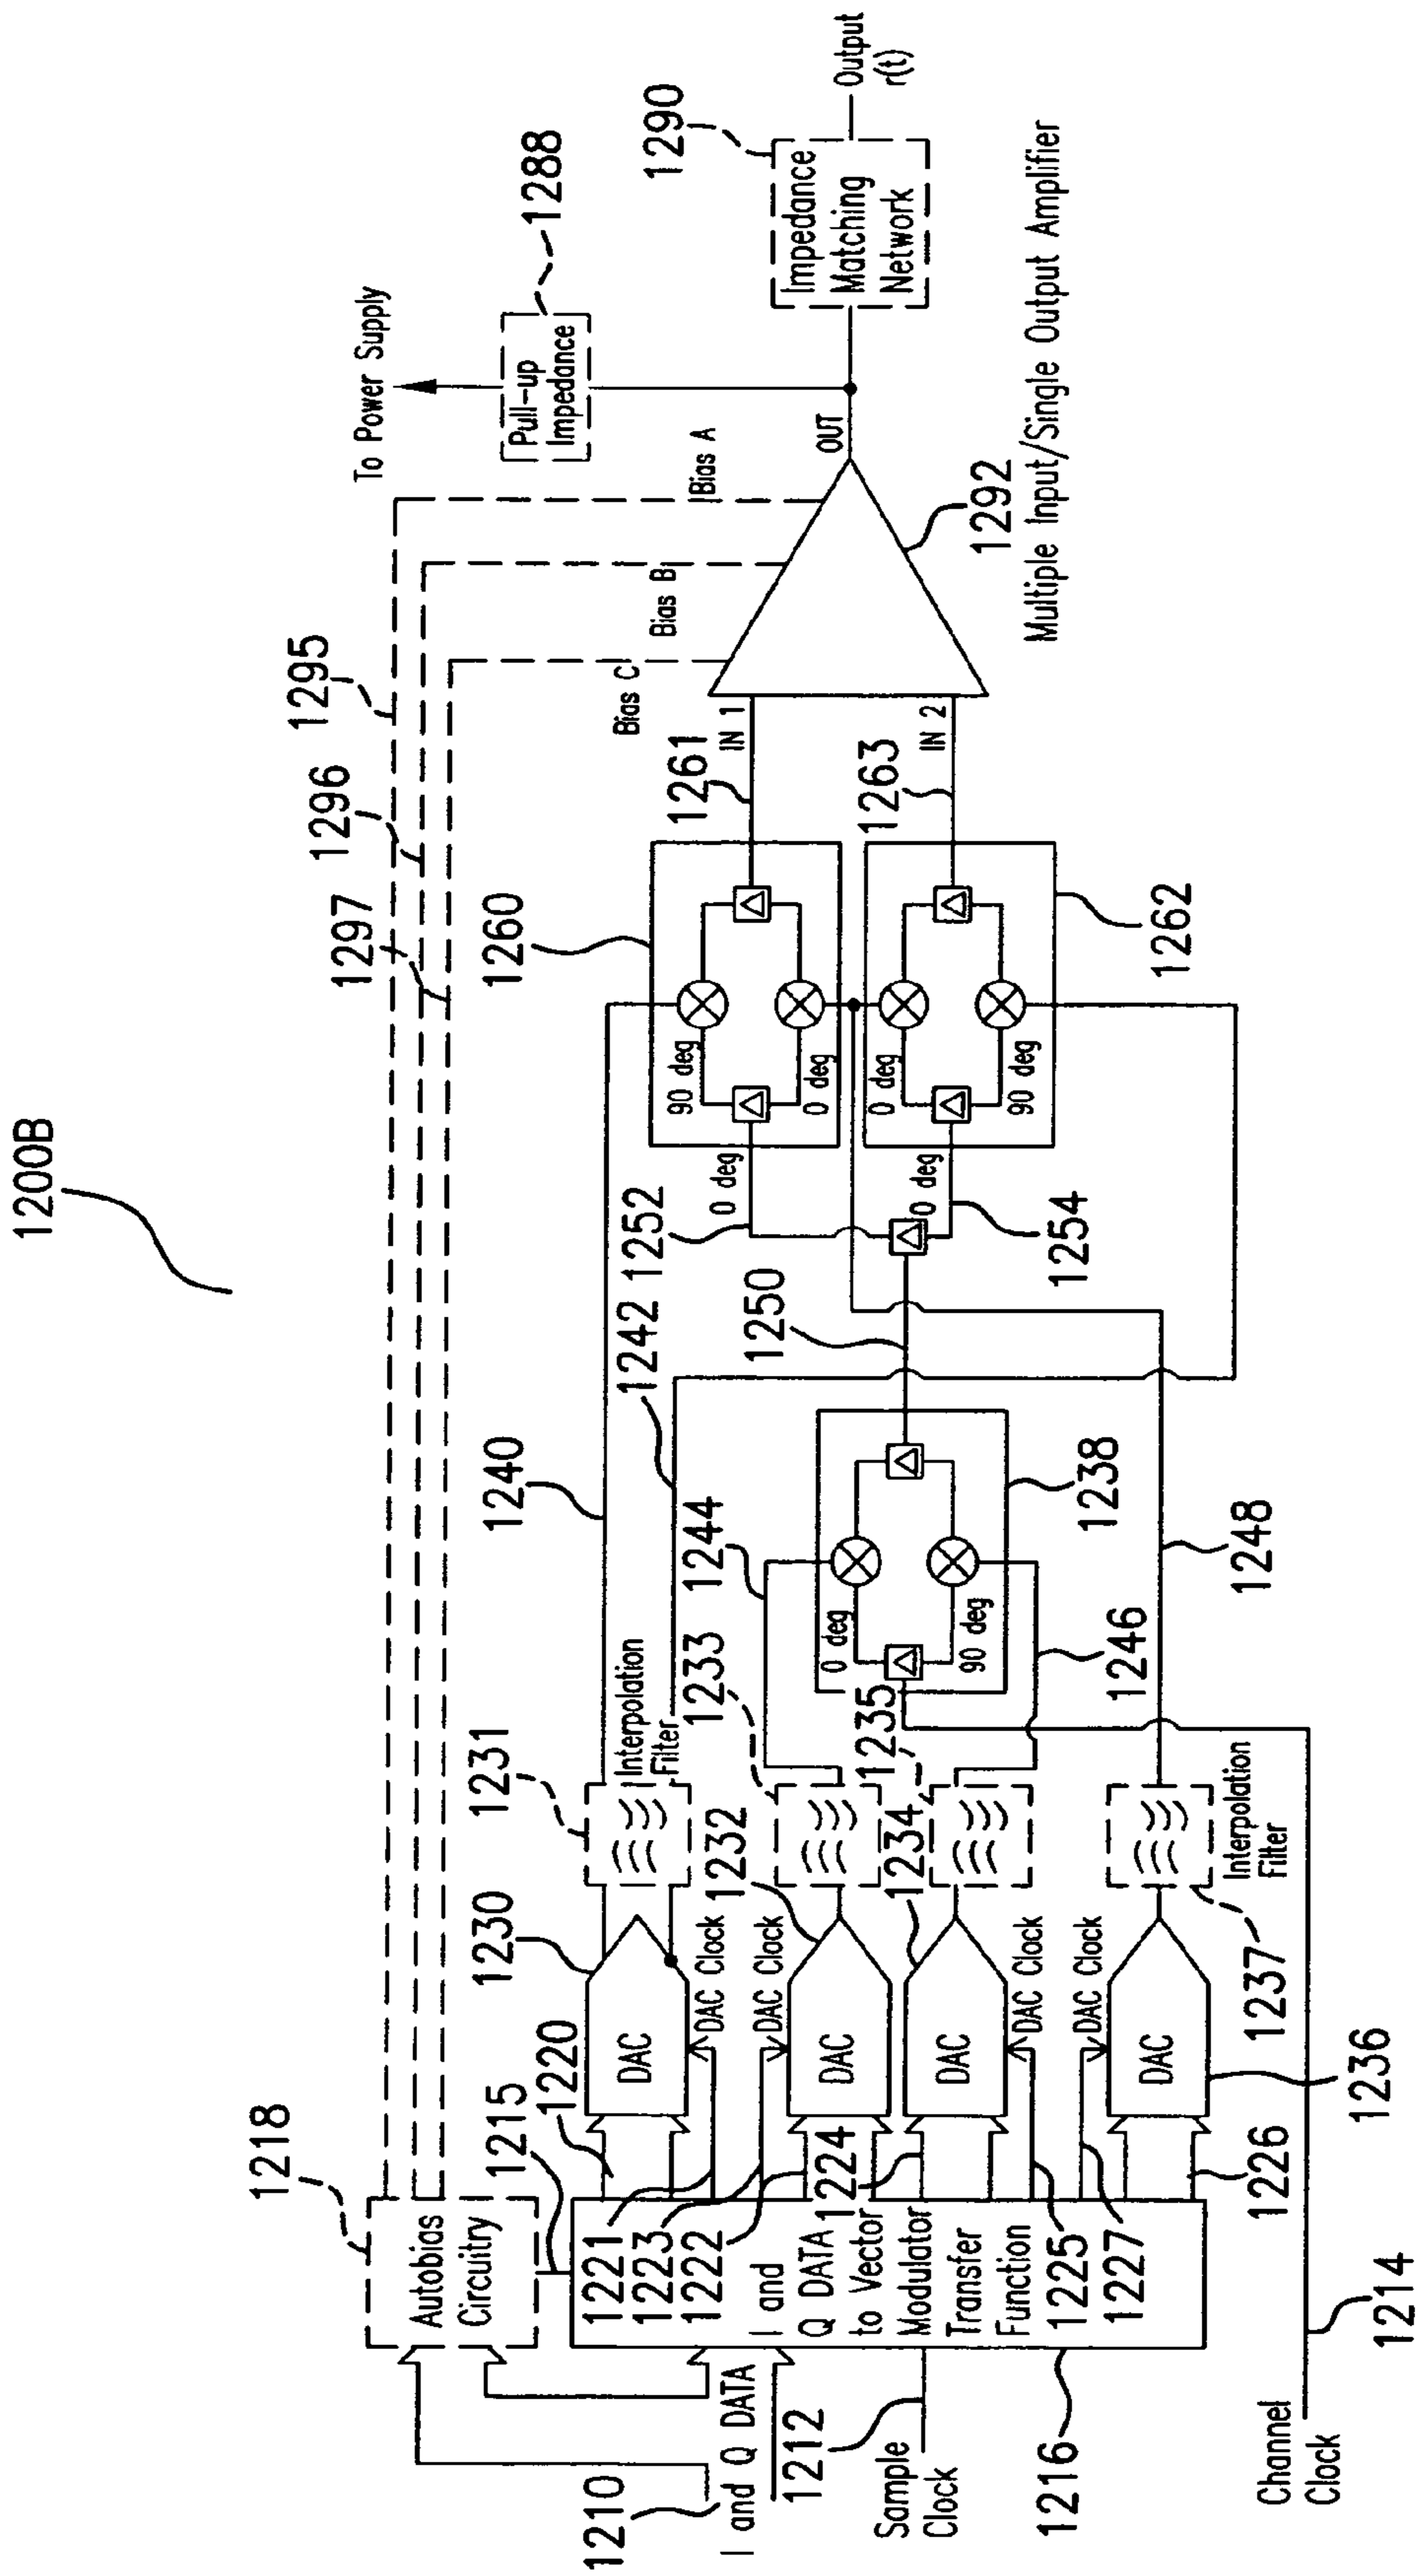 1200B
1218
Autobias
Circuitry
1210
I and Q DATA
1212
Sample
Clock
1216
Channel
Clock
1214
1215
1220
1221
1223
1222
1224
1225
1227
1226
I and
Q DATA
to Vector
Modulator
Transfer
Function
1230
DAC
DAC Clock
DAC Clock
DAC
1232
DAC
1234
DAC Clock
DAC Clock
DAC
1236
1231
Interpolation
Filter
1233
1235
1237
Interpolation
Filter
1240
1242
1244
1246
1248
0 deg
90 deg
1238
1250
1252
1254
0 deg
0 deg
1260
90 deg
0 deg
0 deg
90 deg
1262
1261
1263
1295
1296
1297
IN 1
IN 2
Bias C
Bias B
Bias A
OUT
1292
Multiple Input/Single Output Amplifier
To Power Supply
Pull-up
Impedance
1288
1290
Impedance
Matching
Network
Output
r(t)